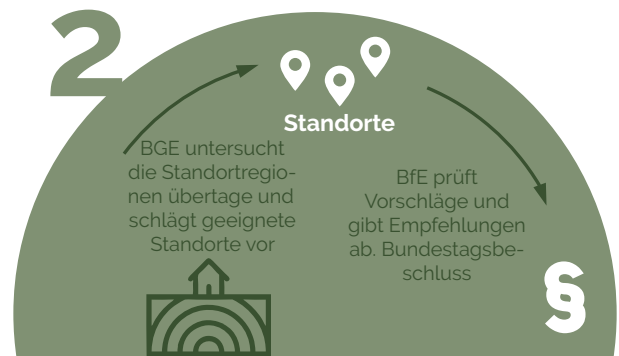 2
Standorte
BGE untersucht
die Standortregio-
nen übertage und
schlägt geeignete
Standorte vor
BfE prüft
Vorschläge und
gibt Empfehlungen
ab. Bundestagsbe-
schluss
§